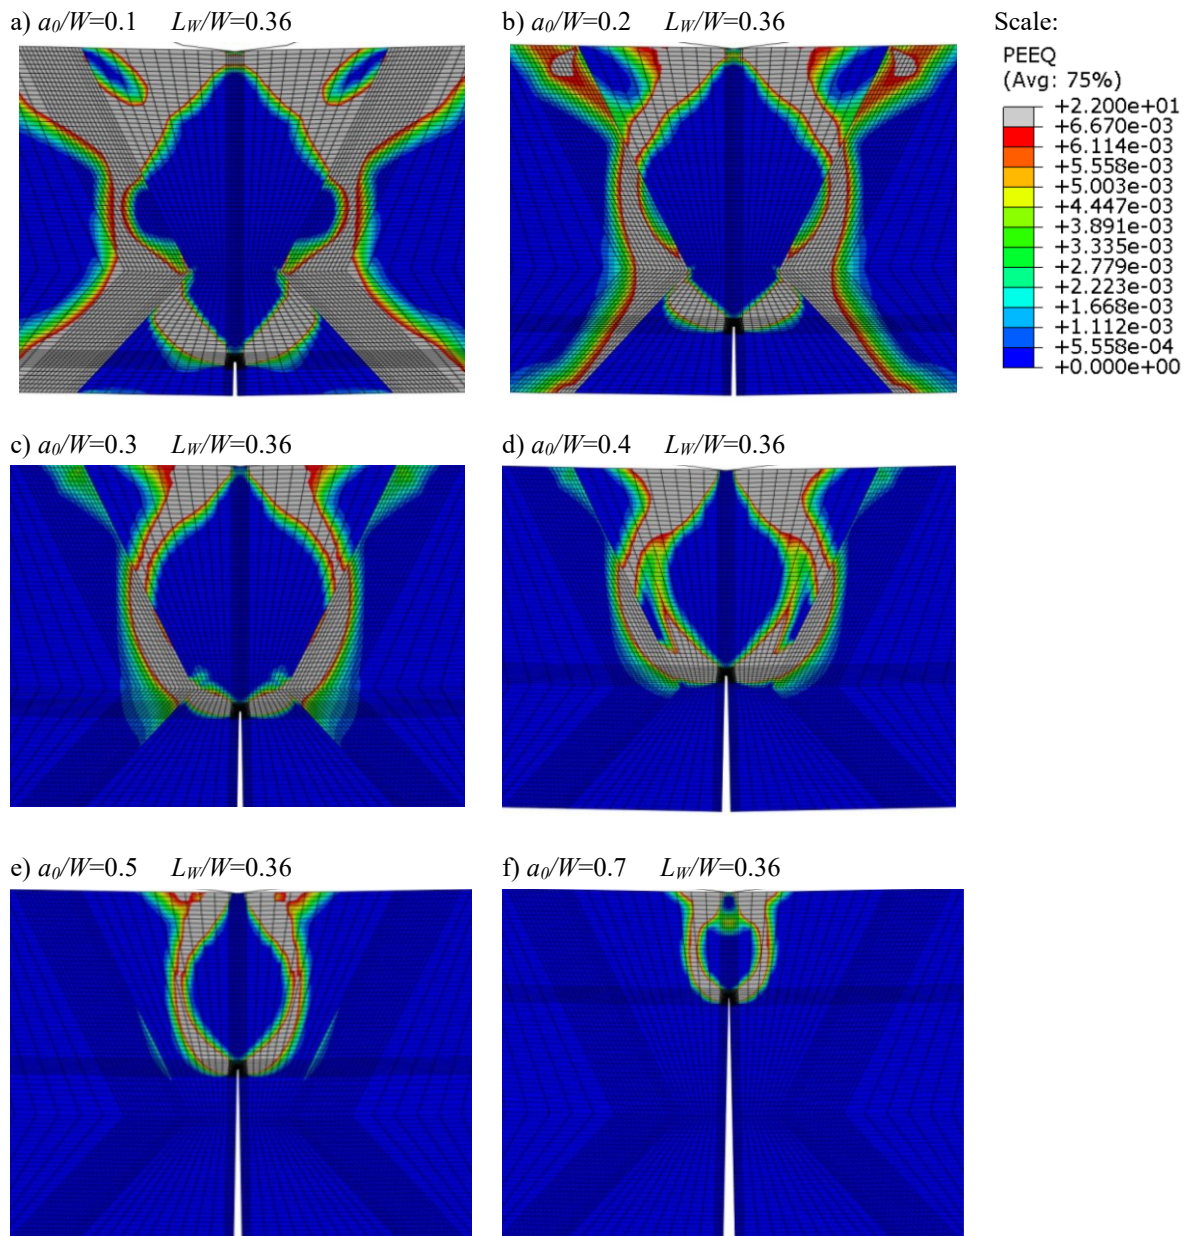 a) a0/W=0.1 LW/W=0.36
b) a0/W=0.2 LW/W=0.36
Scale:
PEEQ
(Avg: 75%)
+2.200e+01
+6.670e-03
+6.114e-03
+5.558e-03
+5.003e-03
+4.447e-03
+3.891e-03
+3.335e-03
+2.779e-03
+2.223e-03
+1.668e-03
+1.112e-03
+5.558e-04
+0.000e+00
c) a0/W=0.3 LW/W=0.36
d) a0/W=0.4 LW/W=0.36
e) a0/W=0.5 LW/W=0.36
f) a0/W=0.7 LW/W=0.36